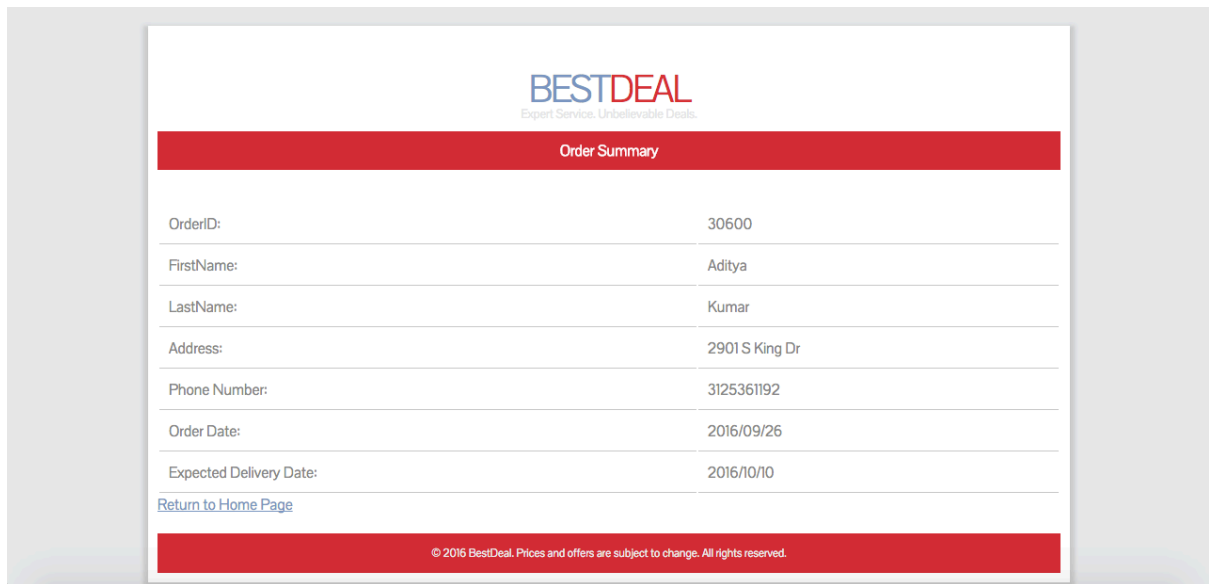 BESTDEAL
Expert Service. Unbelievable Deals.
Order Summary
OrderID: 30600
FirstName: Aditya
LastName: Kumar
Address: 2901 S King Dr
Phone Number: 3125361192
Order Date: 2016/09/26
Expected Delivery Date: 2016/10/10
Return to Home Page
© 2016 BestDeal. Prices and offers are subject to change. All rights reserved.